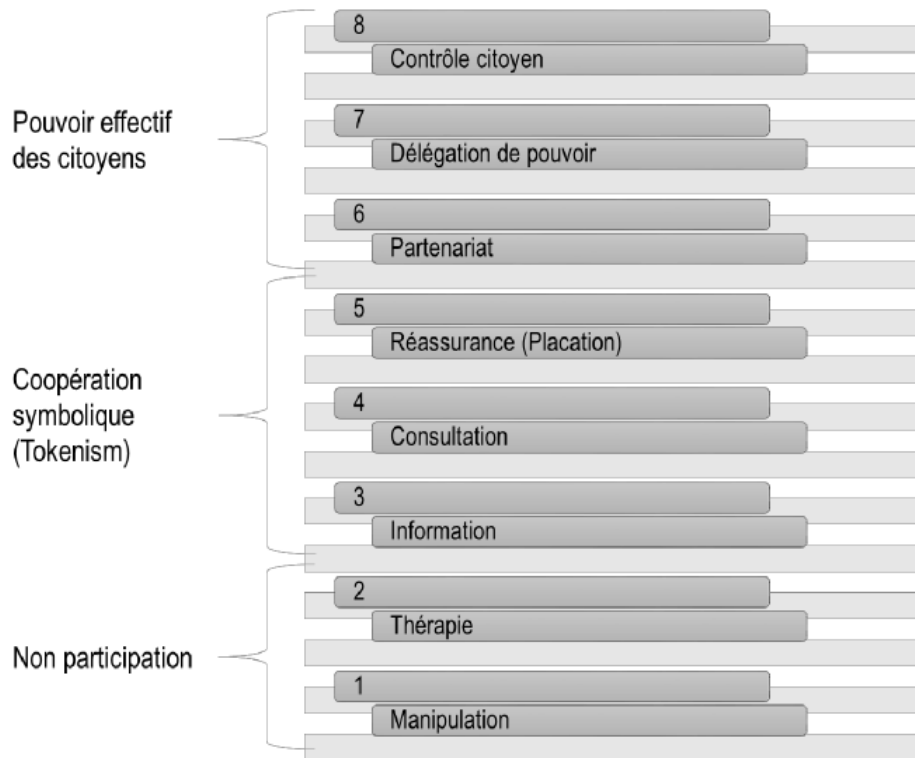 8
Contrôle citoyen
Pouvoir effectif
des citoyens
7
Délégation de pouvoir
6
Partenariat
5
Réassurance (Placation)
Coopération
symbolique
(Tokenism)
4
Consultation
3
Information
2
Thérapie
Non participation
1
Manipulation